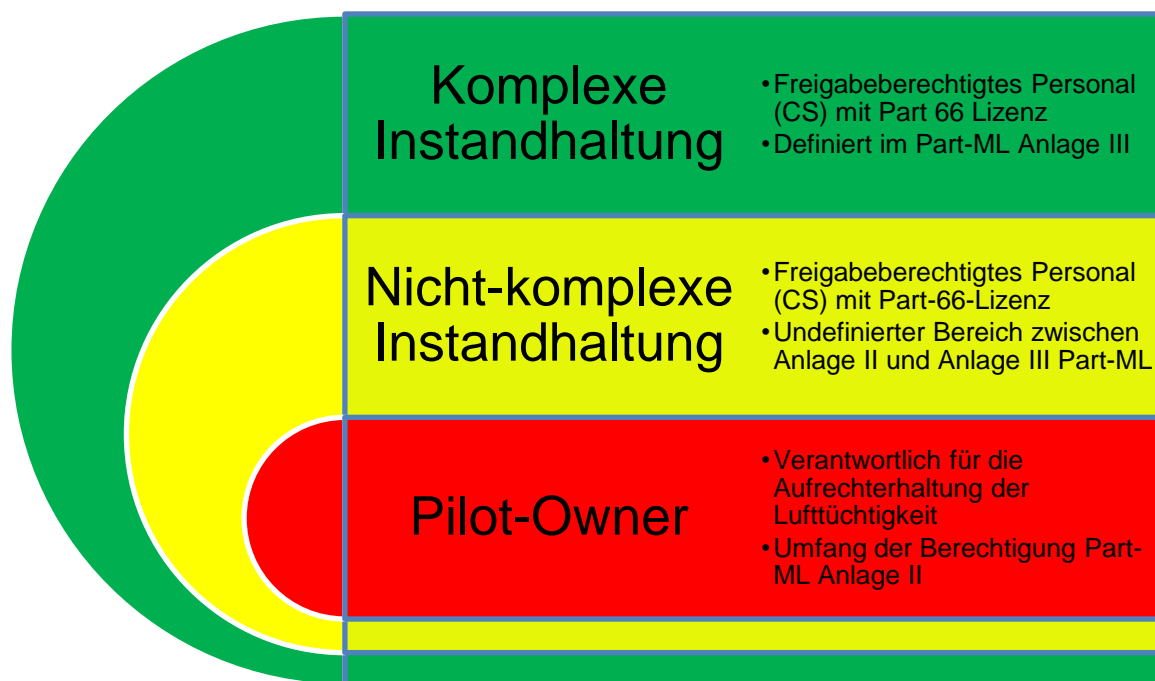 Komplexe
Instandhaltung
•Freigabeberechtigtes Personal
(CS) mit Part 66 Lizenz
•Definiert im Part-ML Anlage III
Nicht-komplexe
Instandhaltung
•Freigabeberechtigtes Personal
(CS) mit Part-66-Lizenz
•Undefinierter Bereich zwischen
Anlage II und Anlage III Part-ML
Pilot-Owner
•Verantwortlich für die
Aufrechterhaltung der
Lufttüchtigkeit
•Umfang der Berechtigung Part-
ML Anlage II